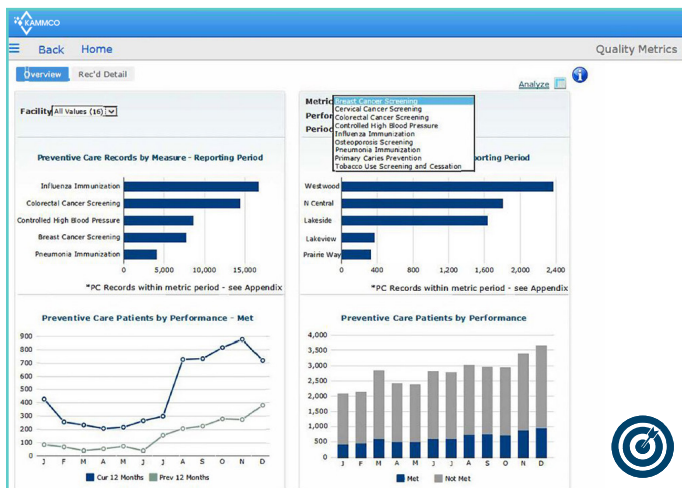 KAMMCO
Back Home Quality Metrics
Overview Rec'd Detail
Analyze
Facility All Values (16)
Metric Breast Cancer Screening
Cervical Cancer Screening
Perfor Colorectal Cancer Screening
Controlled High Blood Pressure
Period Influenza Immunization
Osteoporosis Screening
Pneumonia Immunization
Primary Caries Prevention
Tobacco Use Screening and Cessation
Preventive Care Records by Measure - Reporting Period
Influenza Immunization
Colorectal Cancer Screening
Controlled High Blood Pressure
Breast Cancer Screening
Pneumonia Immunization
0 5,000 10,000 15,000
*PC Records within metric period - see Appendix
orting Period
Westwood
N Central
Lakeside
Lakeview
Prairie Way
0 400 800 1,200 1,600 2,000 2,400
*PC Records within metric period - see Appendix
Preventive Care Patients by Performance - Met
900
800
700
600
500
400
300
200
100
0
J F M A M J J A S O N D
Cur 12 Months Prev 12 Months
Preventive Care Patients by Performance
4,000
3,500
3,000
2,500
2,000
1,500
1,000
500
0
J F M A M J J A S O N D
Met Not Met